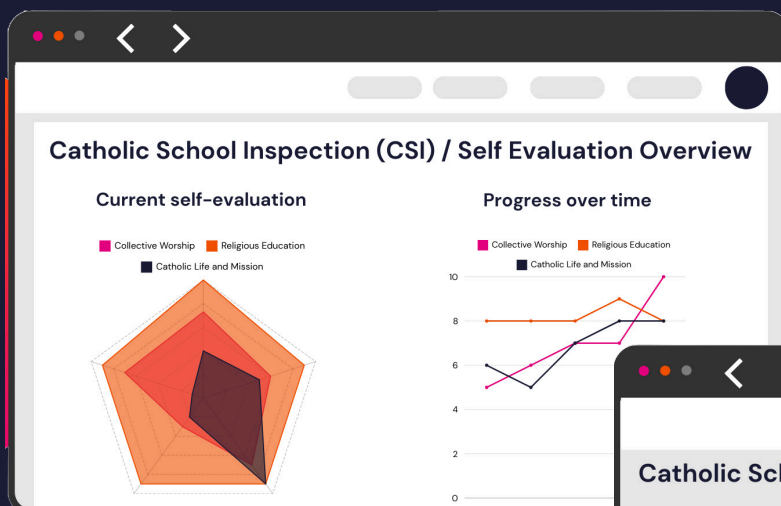 Catholic School Inspection (CSI) / Self Evaluation Overview
Current self-evaluation
Collective Worship
Religious Education
Catholic Life and Mission
Progress over time
Collective Worship
Religious Education
Catholic Life and Mission
10
8
6
4
2
0
Catholic